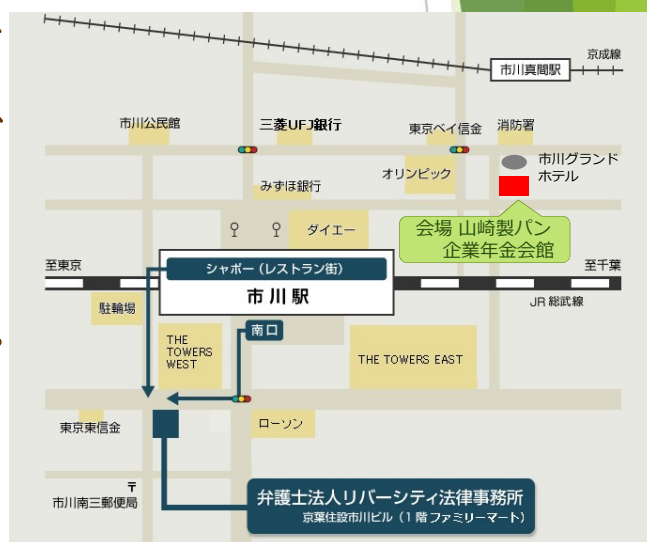 京成線
市川真間駅
市川公民館
三菱UFJ銀行
東京ベイ信金
消防署
市川グランド
ホテル
オリンピック
みずほ銀行
ダイエー
会場 山崎製パン
企業年金会館
至東京
シャポー（レストラン街）
至千葉
市川駅
JR 総武線
駐輪場
南口
THE
TOWERS
WEST
THE TOWERS EAST
東京東信金
ローソン
〒
市川南三郵便局
弁護士法人リバーシティ法律事務所
京葉住設市川ビル（1階ファミリーマート）